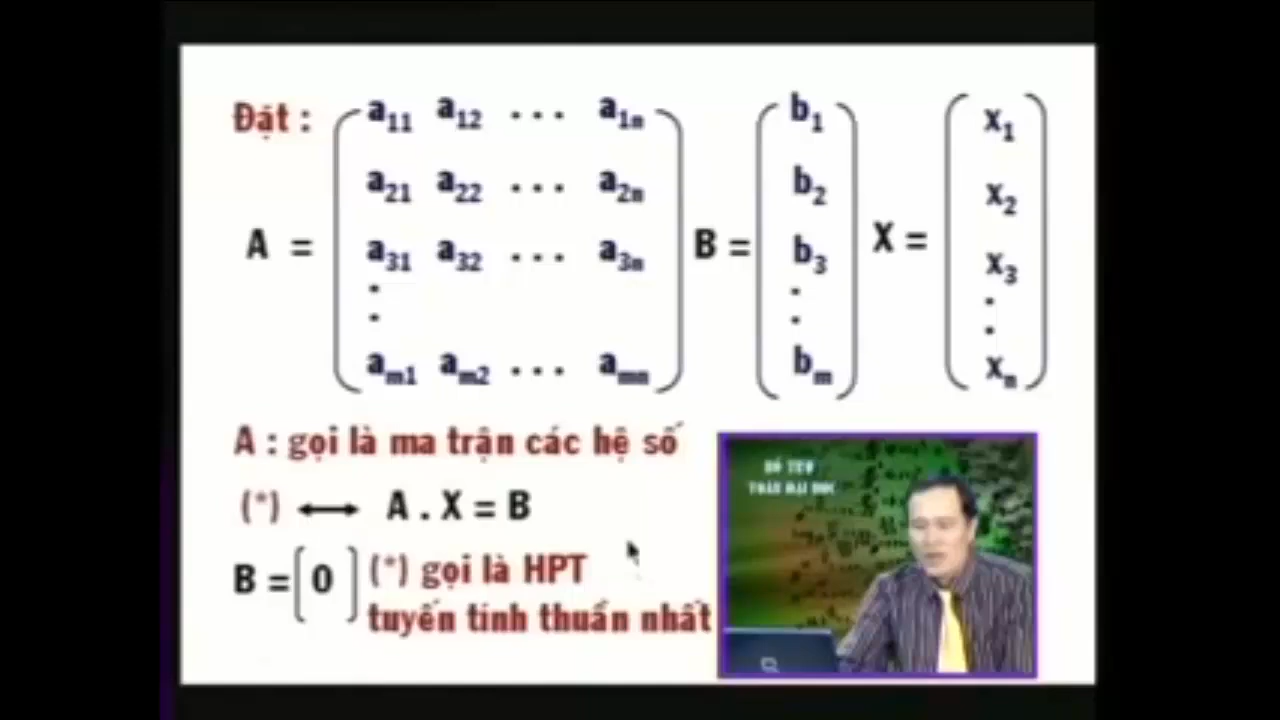 Đặt :
A = ( a11 a12 ... a1n
a21 a22 ... a2n
a31 a32 ... a3n
.
.
am1 am2 ... amn )
B = ( b1
b2
b3
.
.
bm )
X = ( x1
x2
x3
.
.
xn )
A : gọi là ma trận các hệ số
(*) ↔ A . X = B
B = [ 0 ] (*) gọi là HPT
tuyến tính thuần nhất